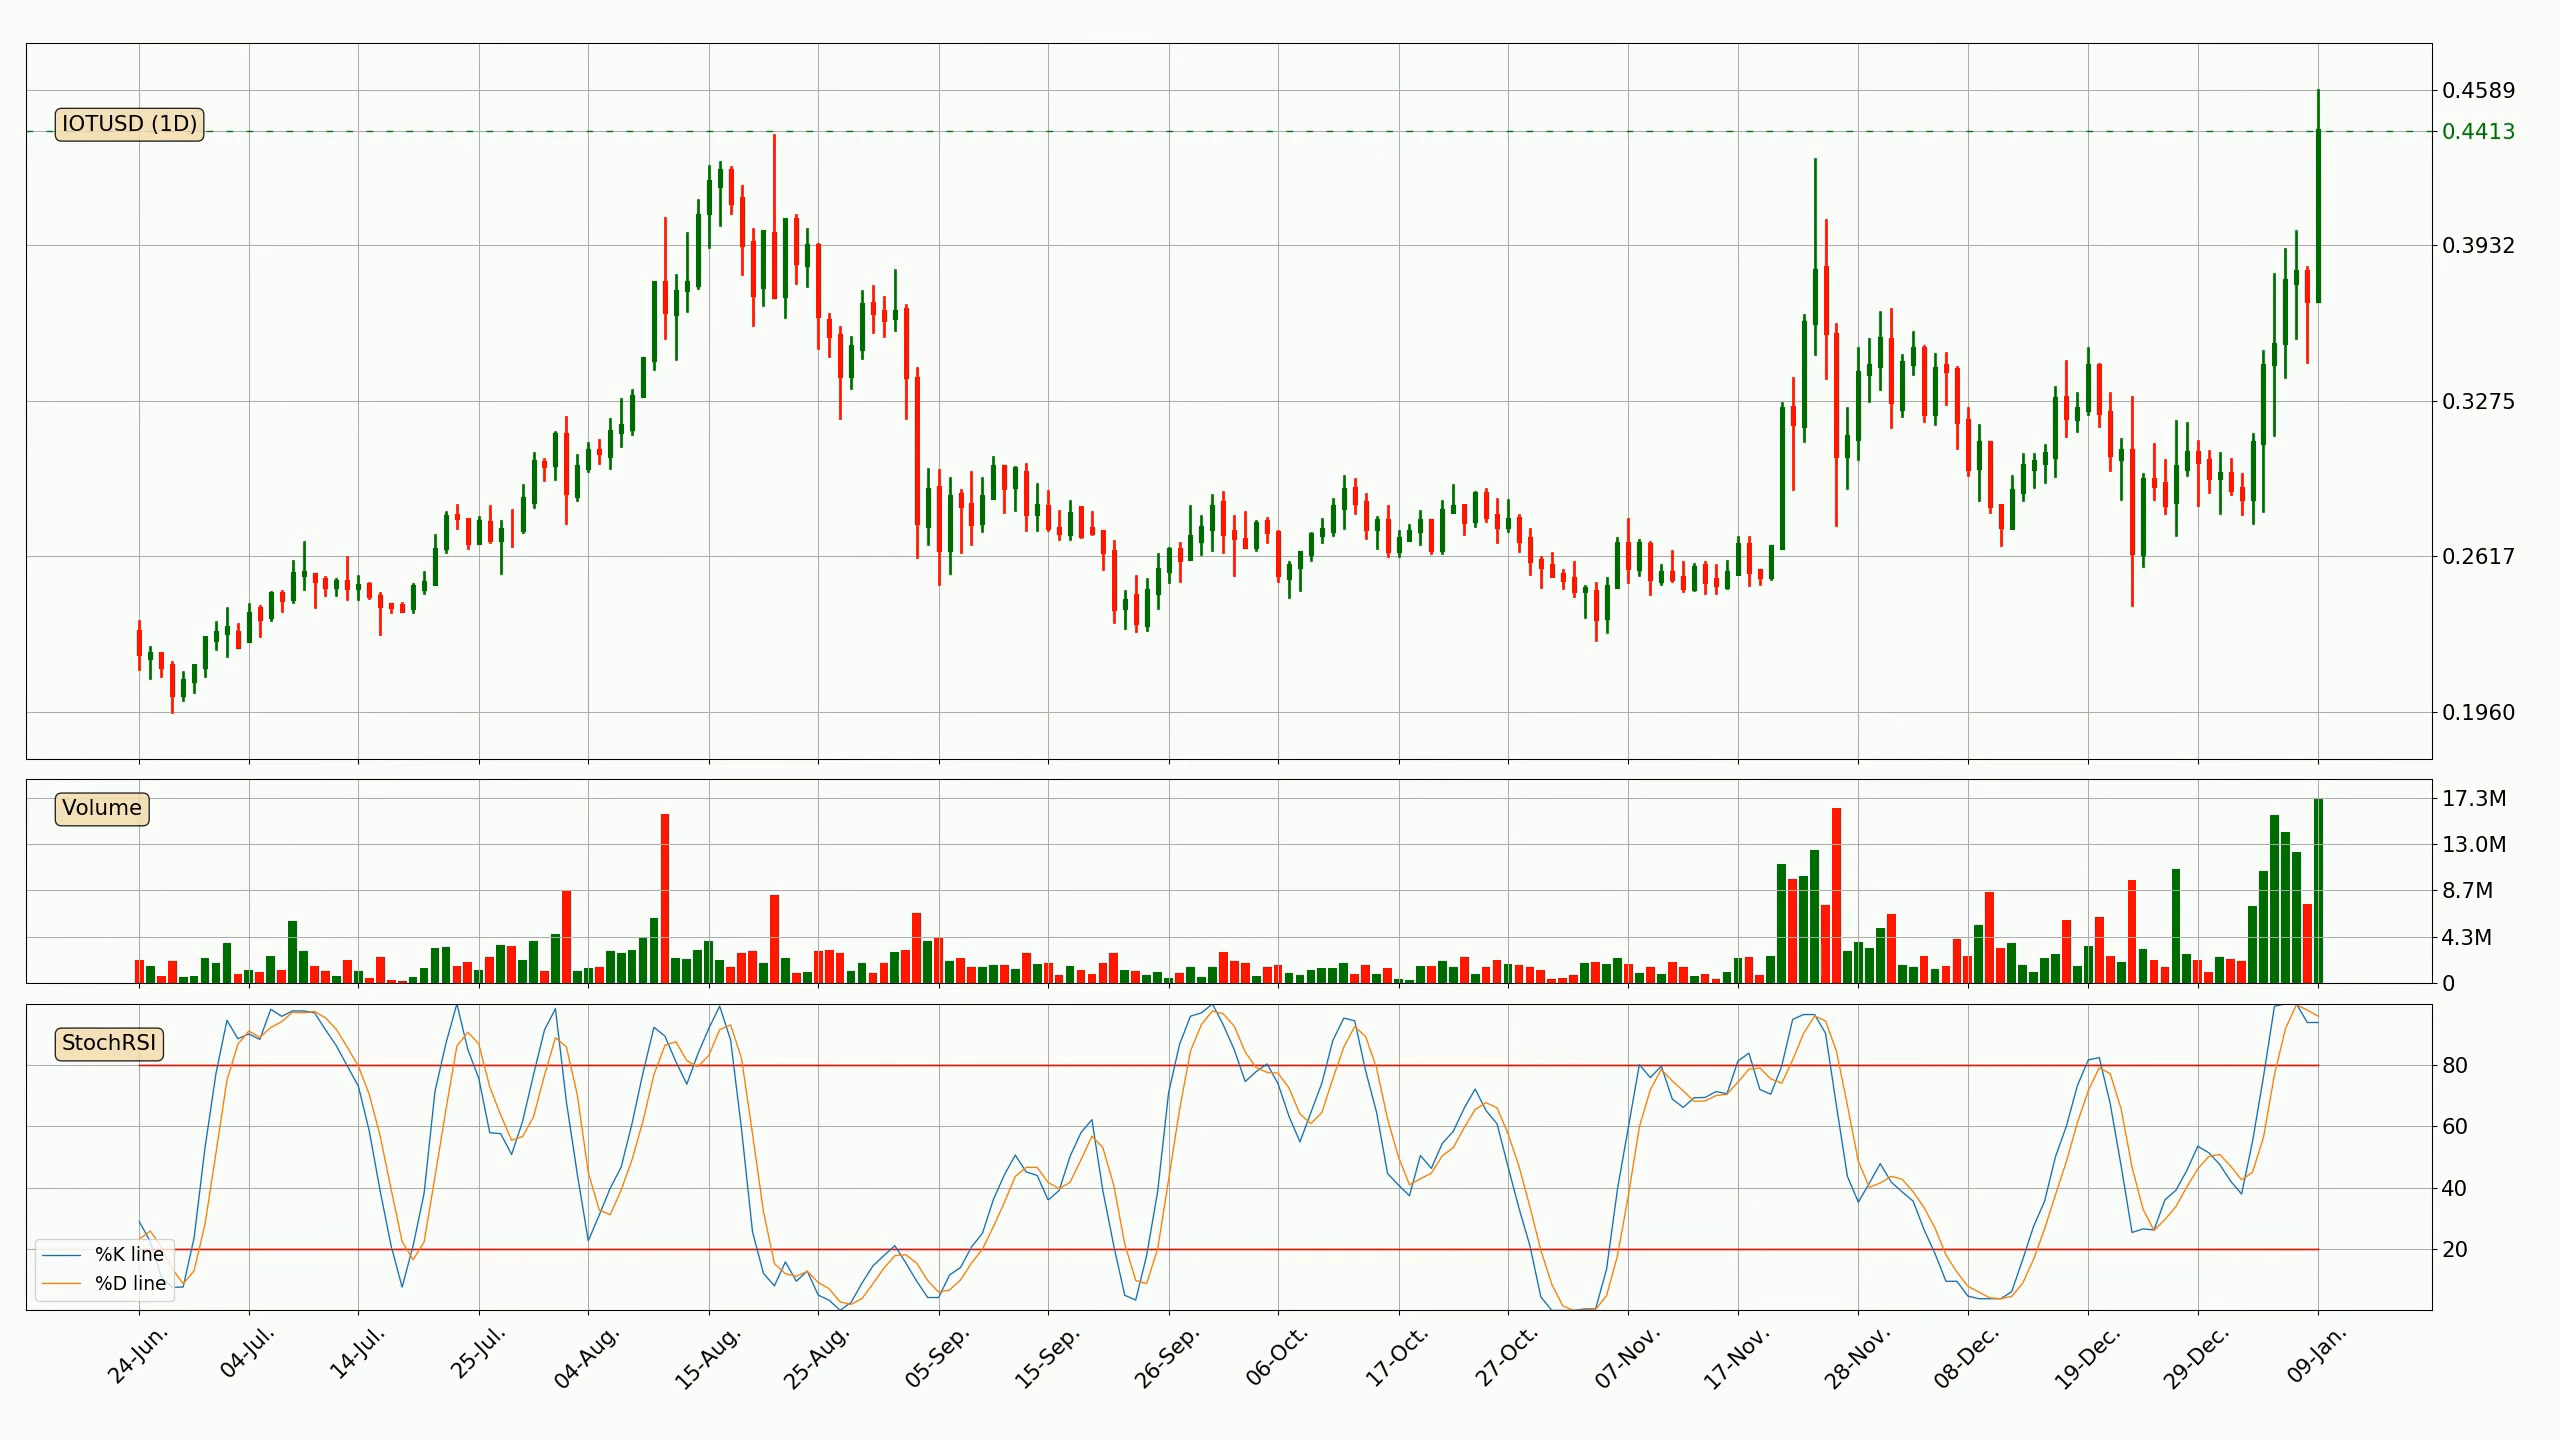 IOTUSD (1D)
0.4589
0.4413
0.3932
0.3275
0.2617
0.1960
Volume
17.3M
13.0M
8.7M
4.3M
0
StochRSI
80
60
40
20
%K line
%D line
24-Jun.
04-Jul.
14-Jul.
25-Jul.
04-Aug.
15-Aug.
25-Aug.
05-Sep.
15-Sep.
26-Sep.
06-Oct.
17-Oct.
27-Oct.
07-Nov.
17-Nov.
28-Nov.
08-Dec.
19-Dec.
29-Dec.
09-Jan.